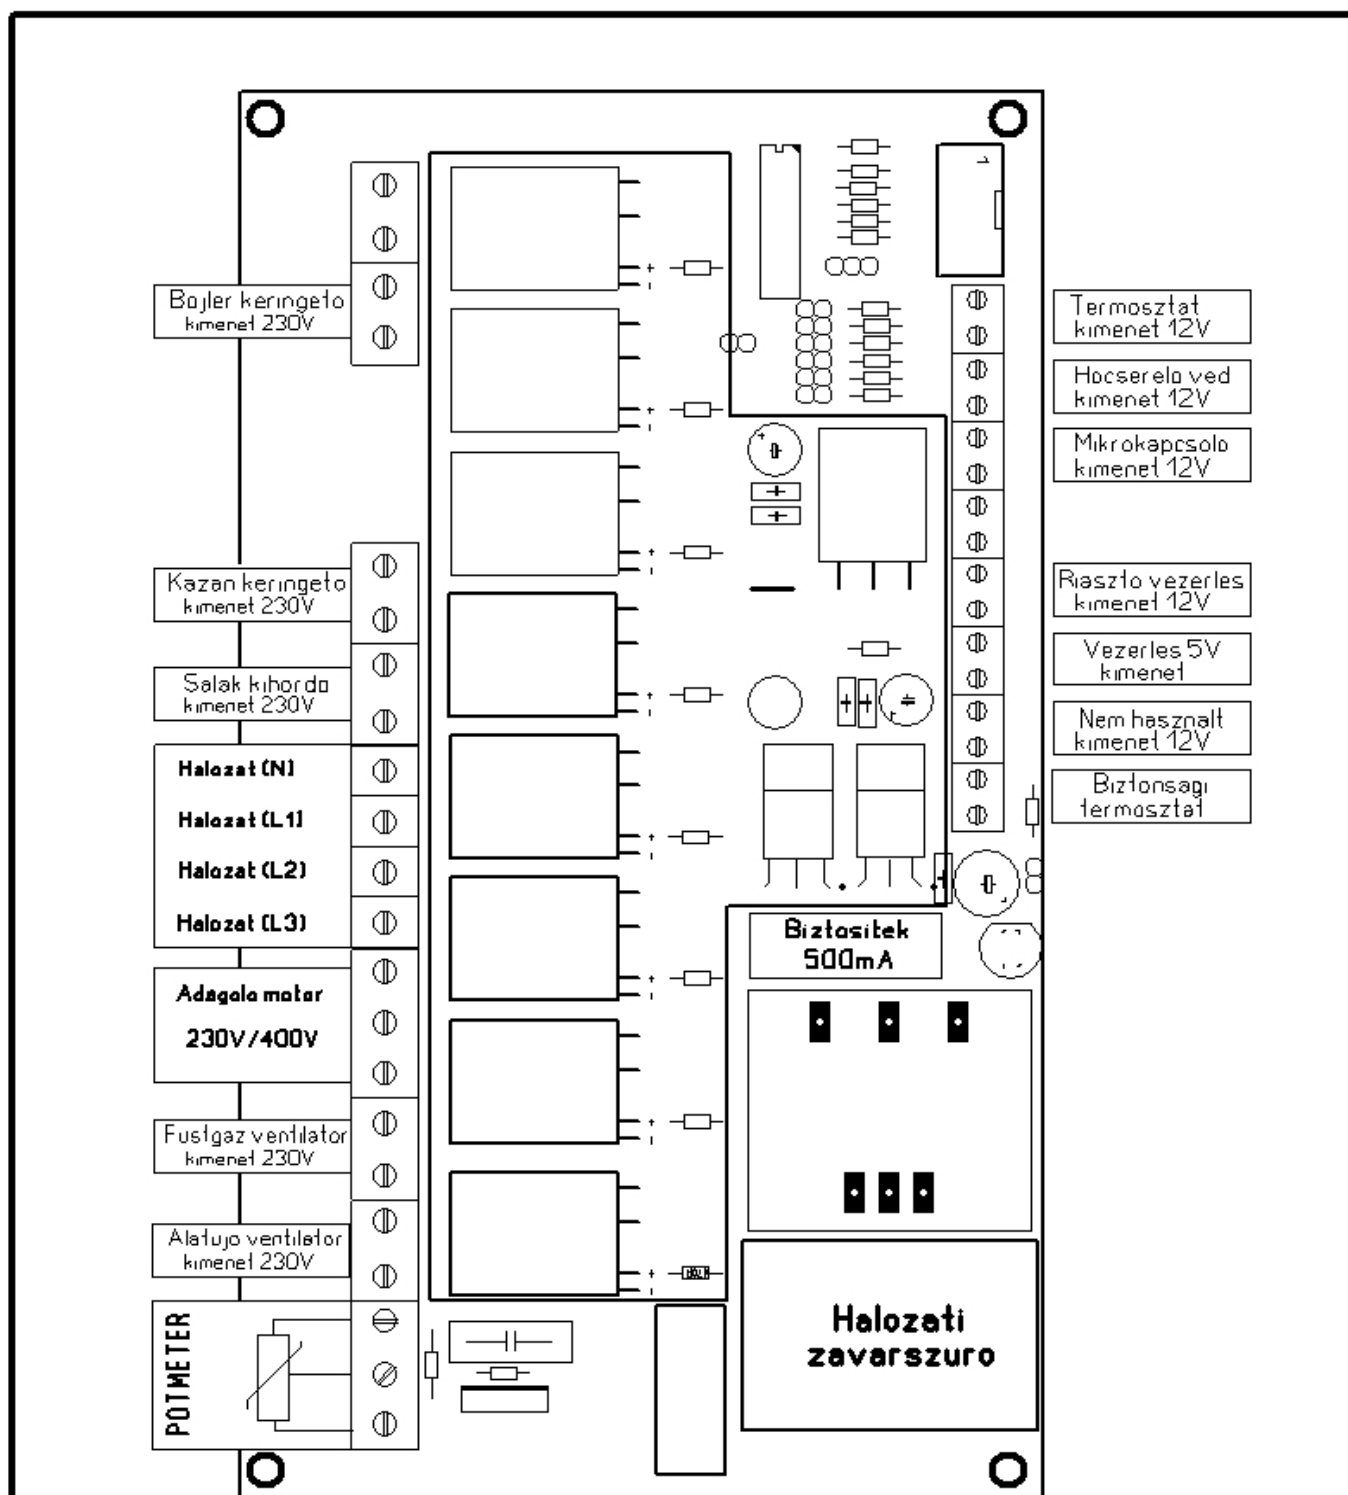 Bojler keringeto
kimenet 230V
Kazan keringeto
kimenet 230V
Salak kihordo
kimenet 230V
Halozat (N)
Halozat (L1)
Halozat (L2)
Halozat (L3)
Adagolo motor
230V/400V
Fustgaz ventilator
kimenet 230V
Alafujo ventilator
kimenet 230V
POTMETER
Termosztat
kimenet 12V
Hocserelo ved
kimenet 12V
Mikrokapcsolo
kimenet 12V
Riaszto vezerles
kimenet 12V
Vezerles 5V
kimenet
Nem hasznalt
kimenet 12V
Biztonsagi
termosztat
Biztositek
500mA
Halozati
zavarszuro